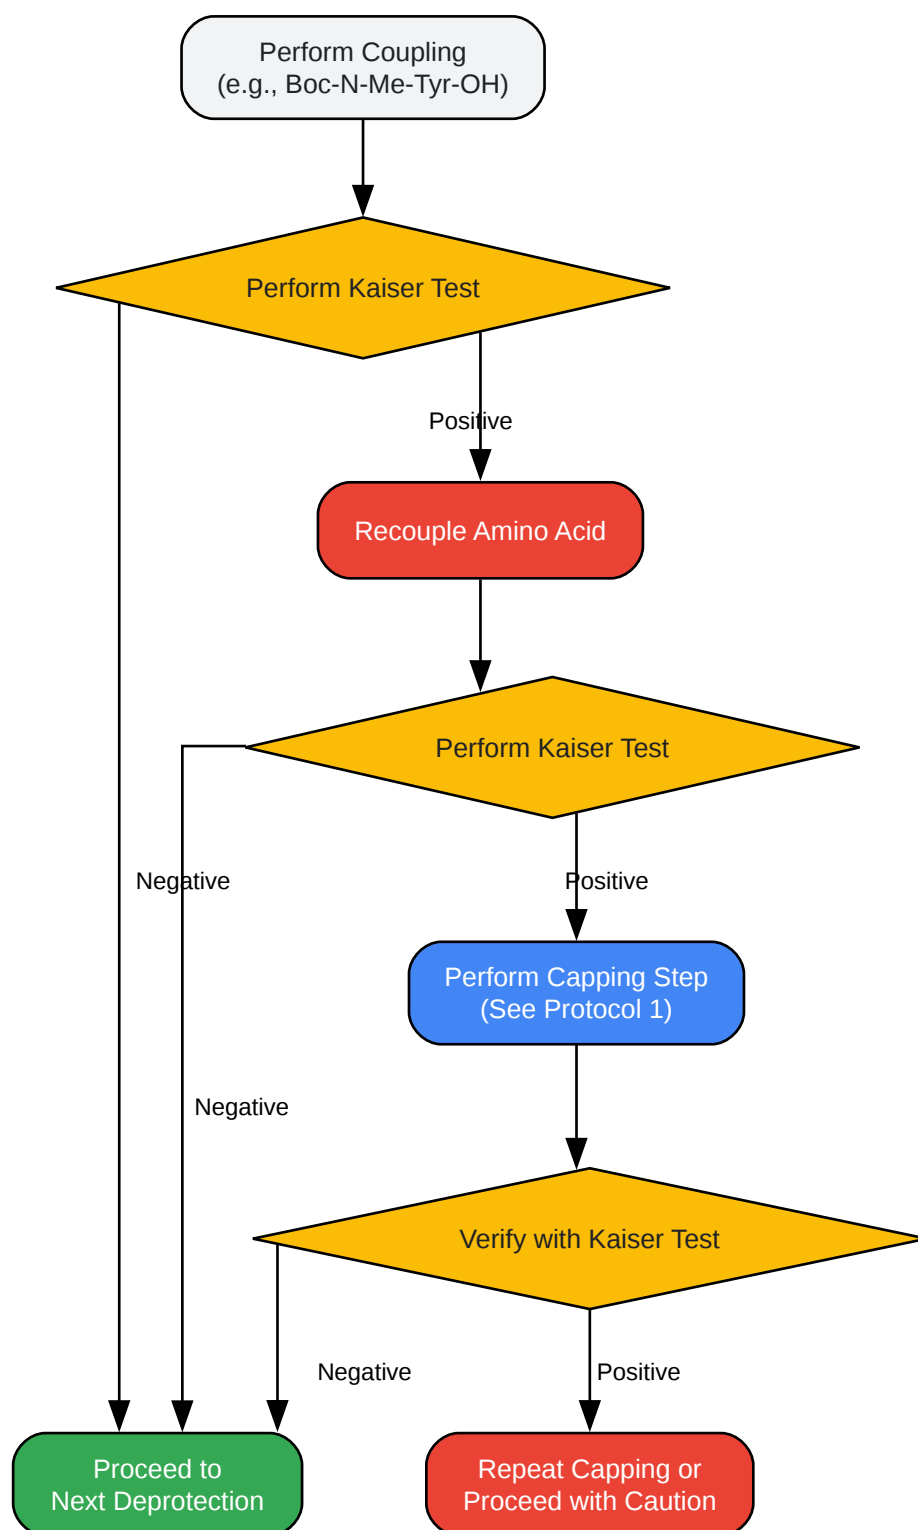 Perform Coupling
(e.g., Boc-N-Me-Tyr-OH)
Perform Kaiser Test
Positive
Recouple Amino Acid
Perform Kaiser Test
Negative
Positive
Perform Capping Step
(See Protocol 1)
Negative
Verify with Kaiser Test
Negative
Positive
Proceed to
Next Deprotection
Repeat Capping or
Proceed with Caution